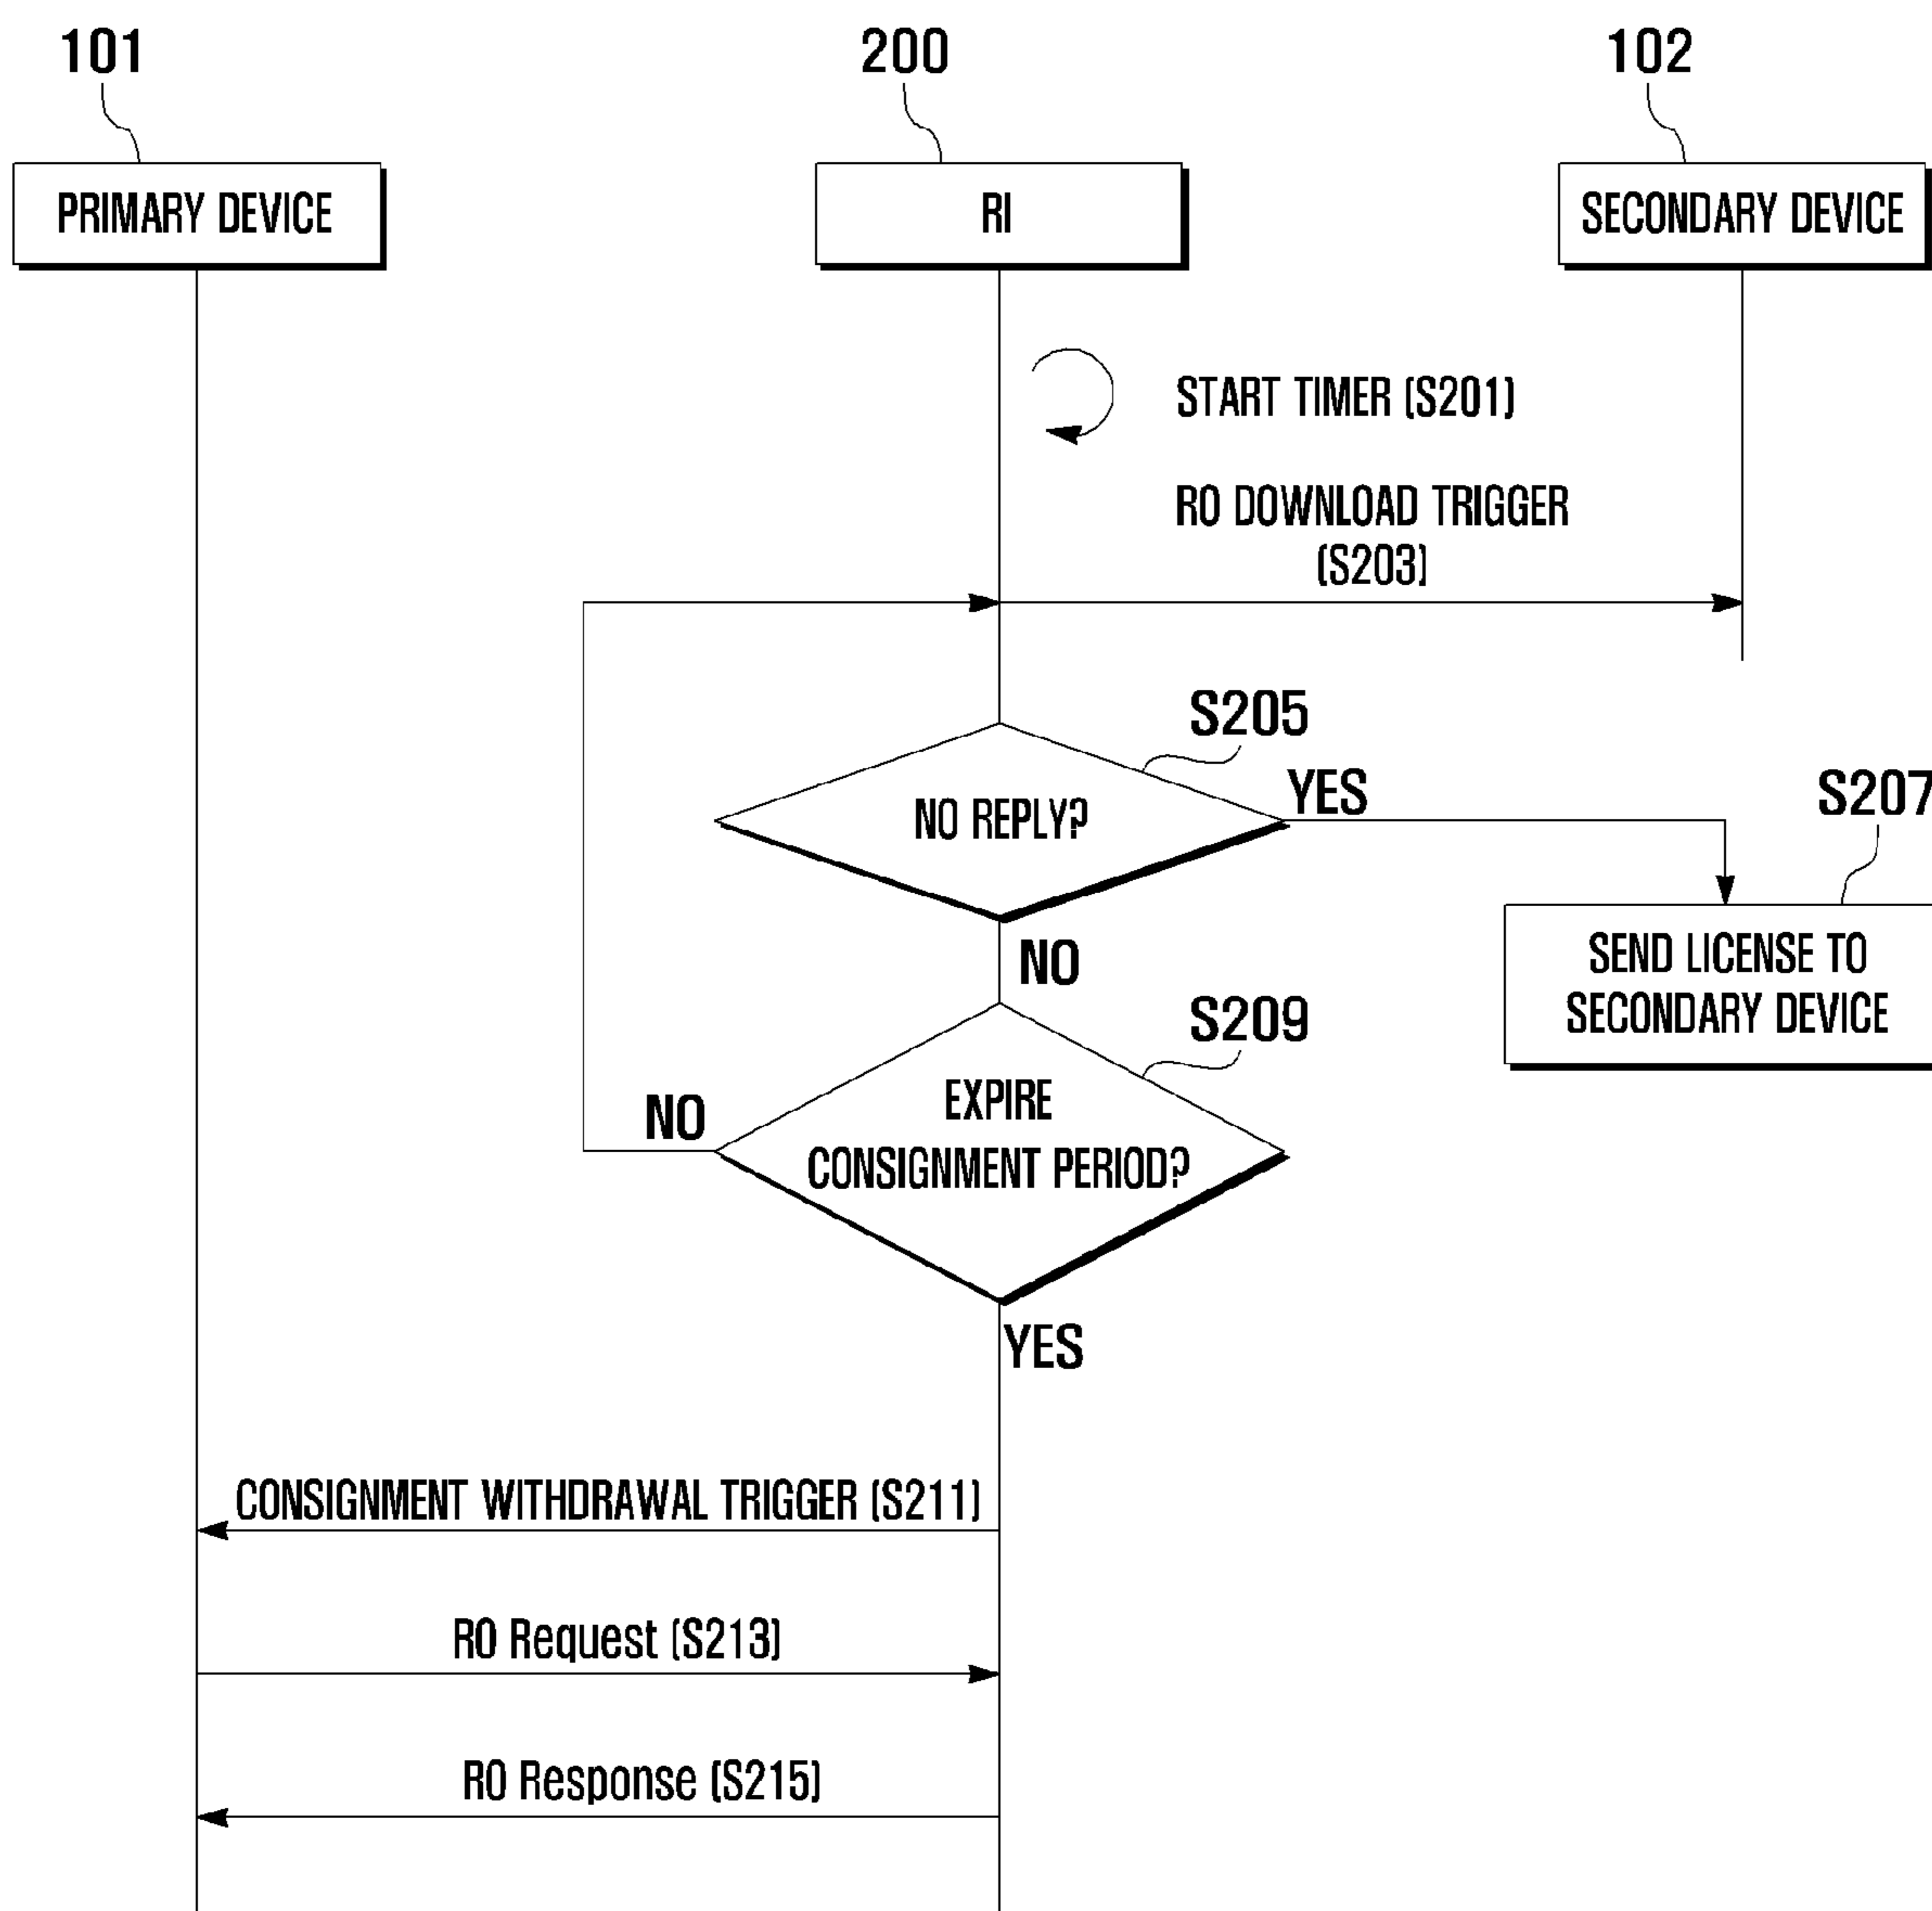 101
200
102
PRIMARY DEVICE
RI
SECONDARY DEVICE
START TIMER (S201)
RO DOWNLOAD TRIGGER
(S203)
S205
NO REPLY?
YES
S207
SEND LICENSE TO
SECONDARY DEVICE
NO
S209
EXPIRE
CONSIGNMENT PERIOD?
NO
YES
CONSIGNMENT WITHDRAWAL TRIGGER (S211)
RO Request (S213)
RO Response (S215)